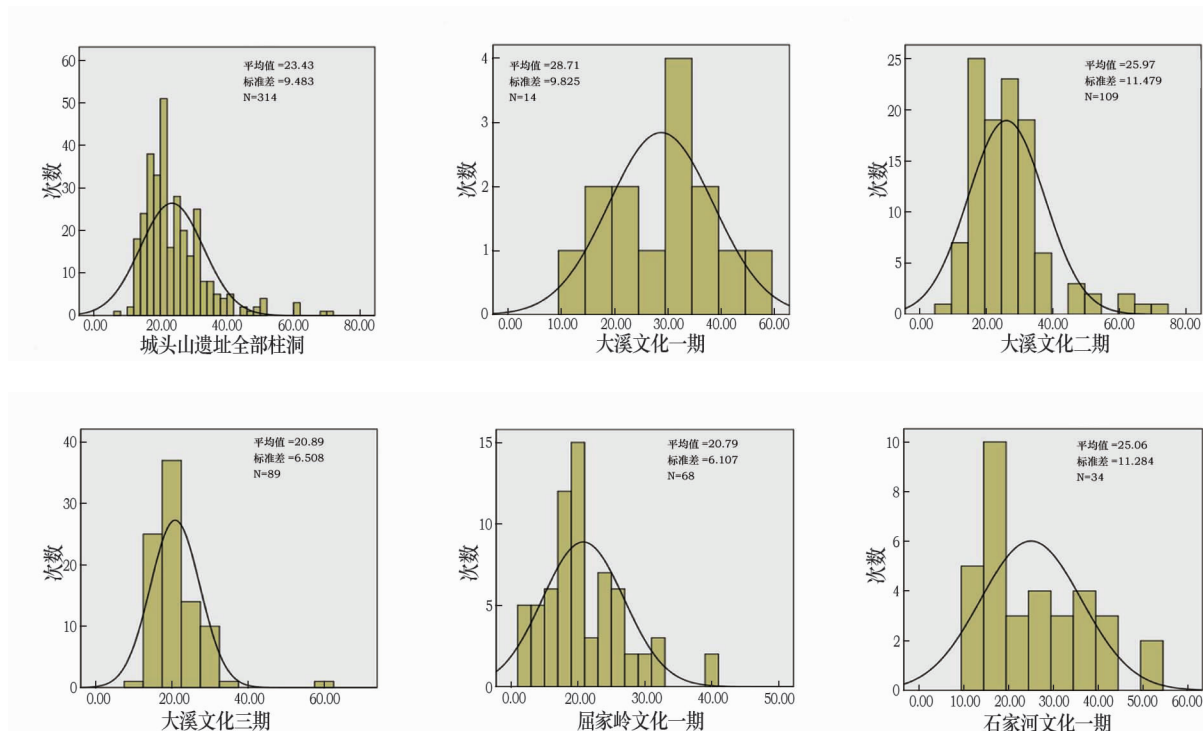 平均值 =23.43
标准差 =9.483
N=314
60
50
40
30
20
10
0
次数
0.00 20.00 40.00 60.00 80.00
城头山遗址全部柱洞
平均值 =28.71
标准差 =9.825
N=14
4
3
2
1
0
次数
0.00 10.00 20.00 30.00 40.00 50.00 60.00
大溪文化一期
平均值 =25.97
标准差 =11.479
N=109
25
20
15
10
5
0
次数
0.00 20.00 40.00 60.00 80.00
大溪文化二期
平均值 =20.89
标准差 =6.508
N=89
40
30
20
10
0
次数
0.00 20.00 40.00 60.00
大溪文化三期
平均值 =20.79
标准差 =6.107
N=68
15
10
5
0
次数
0.00 10.00 20.00 30.00 40.00 50.00
屈家岭文化一期
平均值 =25.06
标准差 =11.284
N=34
10
8
6
4
2
0
次数
0.00 10.00 20.00 30.00 40.00 50.00 60.00
石家河文化一期